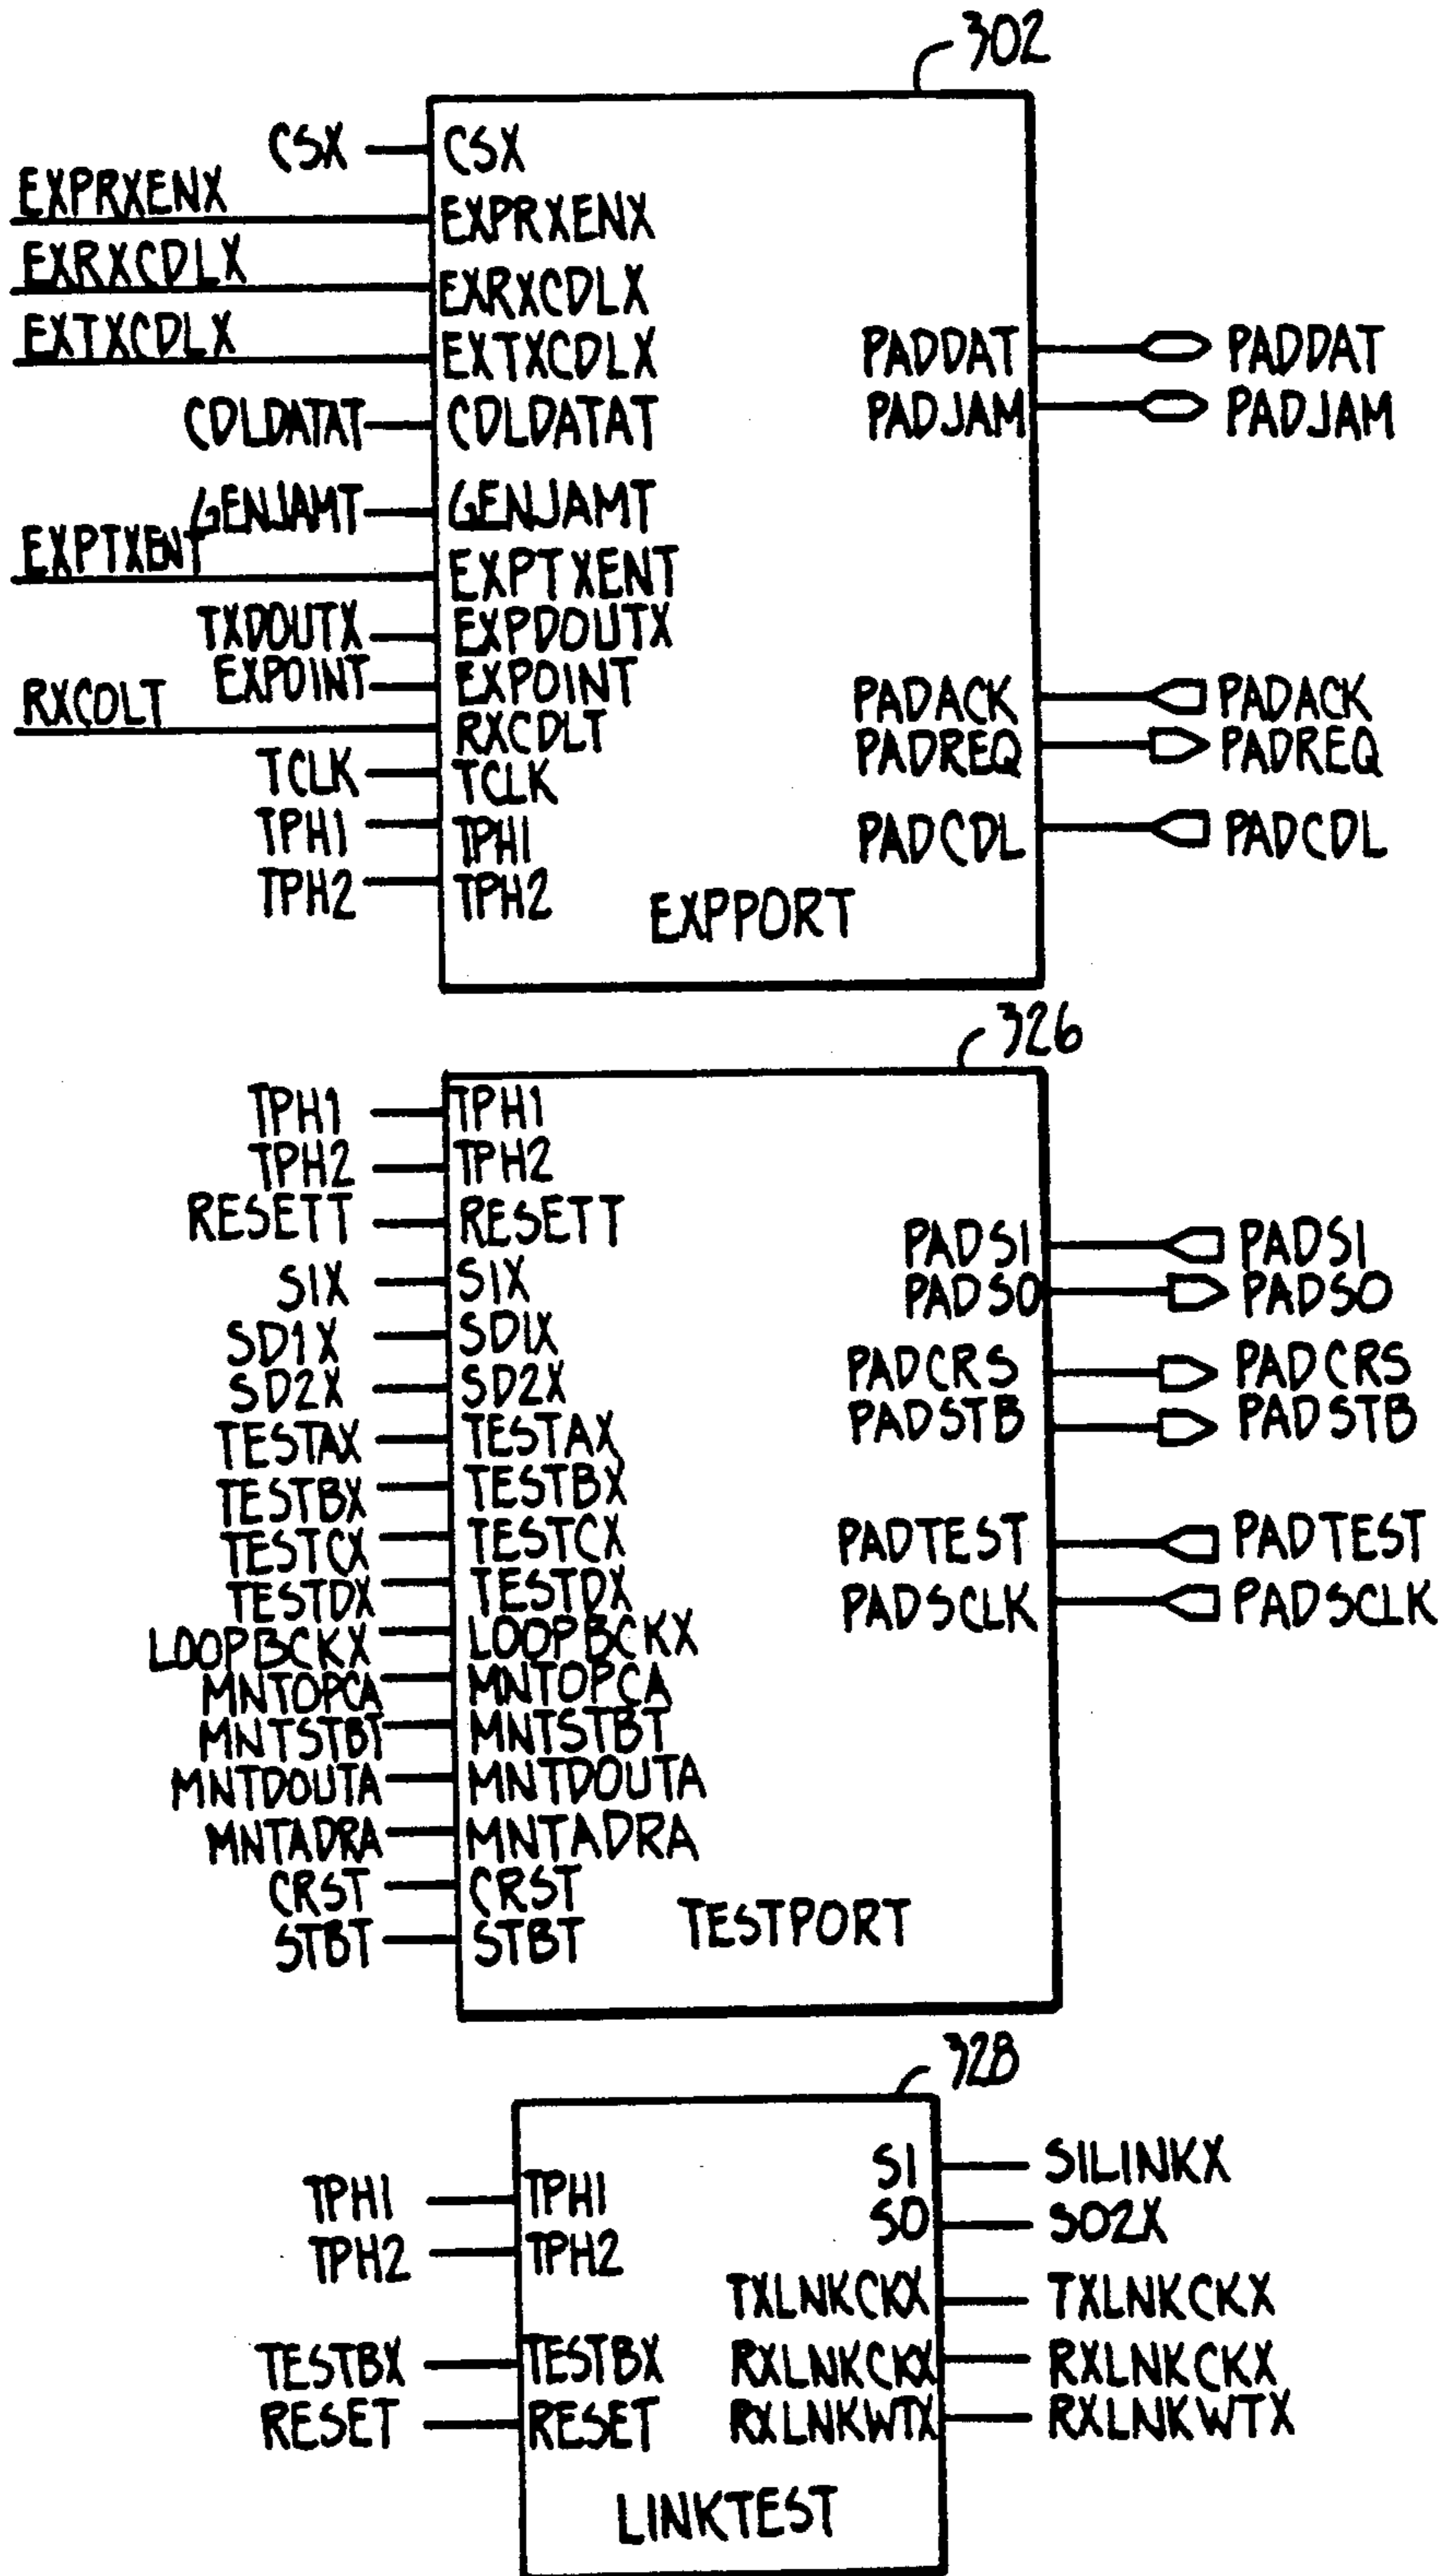 302
CSX CSX
EXPRXENX EXPRXENX
EXRXCDLX EXRXCDLX
EXTXCDLX EXTXCDLX
PADDAT PADDAT
CDLDATAT CDLDATAT
PADJAM PADJAM
GENJAMT GENJAMT
EXPTXENT EXPTXENT
TXDOUTX EXPDOUTX
EXPOINT EXPOINT
PADACK PADACK
RXCOLT RXCDLT
PADREQ PADREQ
TCLK TCLK
TPH1 TPH1
PADCDL PADCDL
TPH2 TPH2
EXPPORT
326
TPH1 TPH1
TPH2 TPH2
RESETT RESETT
PADSI PADSI
SIX SIX
PADSO PADSO
SD1X SD1X
PADCRS PADCRS
SD2X SD2X
PADSTB PADSTB
TESTAX TESTAX
TESTBX TESTBX
TESTCX TESTCX
PADTEST PADTEST
TESTDX TESTDX
PADSCLK PADSCLK
LOOPBCKX LOOPBCKX
MNTOPCA MNTOPCA
MNTSTBT MNTSTBT
MNTDOUTA MNTDOUTA
MNTADRA MNTADRA
CRST CRST
STBT STBT
TESTPORT
328
SI SILINKX
TPH1 TPH1
SO SO2X
TPH2 TPH2
TXLNKCKX TXLNKCKX
TESTBX TESTBX
RXLNKCKX RXLNKCKX
RESET RESET
RXLNKWTX RXLNKWTX
LINKTEST